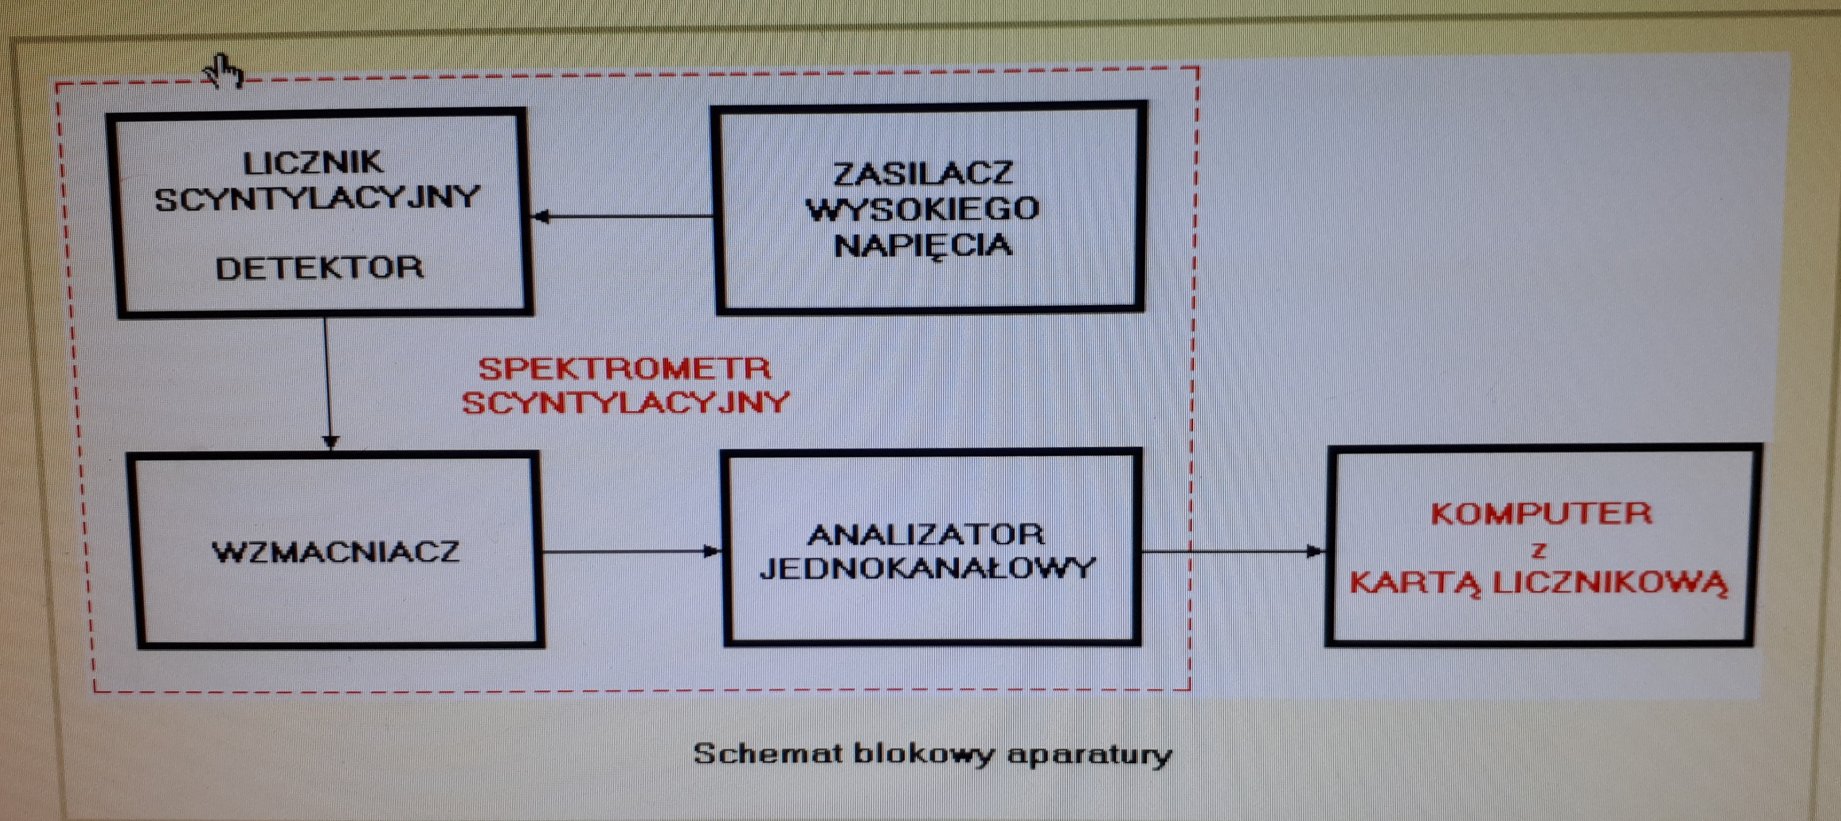 LICZNIK
SCYNTYLACYJNY
DETEKTOR
ZASILACZ
WYSOKIEGO
NAPIĘCIA
SPEKTROMETR
SCYNTYLACYJNY
WZMACNIACZ
ANALIZATOR
JEDNOKANAŁOWY
KOMPUTER
z
KARTĄ LICZNIKOWĄ
Schemat blokowy aparatury